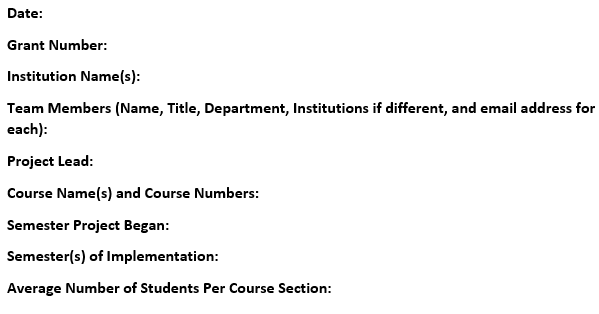 Date:
Grant Number:
Institution Name(s):
Team Members (Name, Title, Department, Institutions if different, and email address for
each):
Project Lead:
Course Name(s) and Course Numbers:
Semester Project Began:
Semester(s) of Implementation:
Average Number of Students Per Course Section: